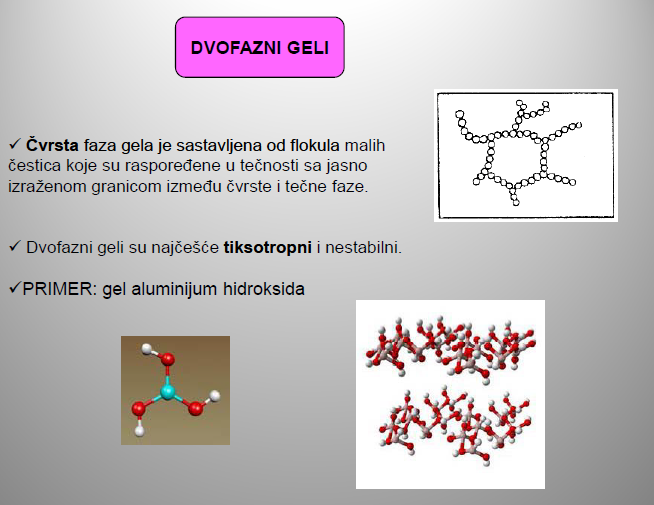 DVOFAZNI GELI
✓ Čvrsta faza gela je sastavljena od flokula malih
čestica koje su raspoređene u tečnosti sa jasno
izraženom granicom između čvrste i tečne faze.
✓ Dvofazni geli su najčešće tiksotropni i nestabilni.
✓PRIMER: gel aluminijum hidroksida